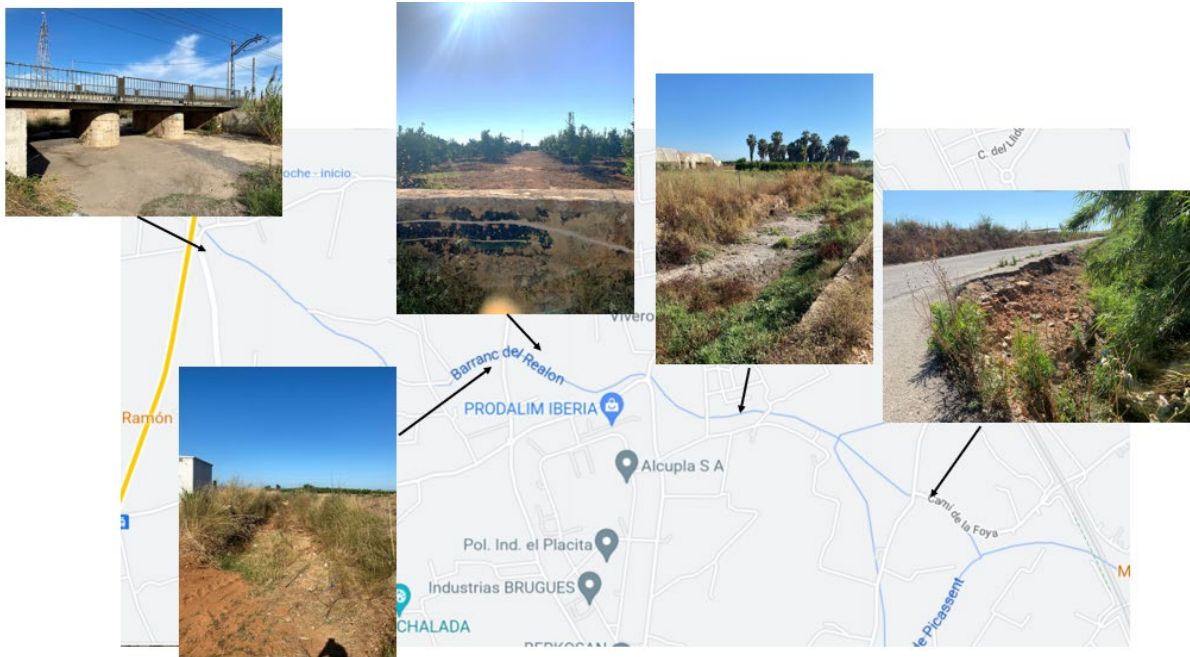 oche - inicio
C. del Llid
Vivero
Barranc del Realon
PRODALIM IBERIA
Ramón
Alcupla S A
Camí de la Foya
Pol. Ind. el Placita
Industrias BRUGUES
M
de Picassent
CHALADA